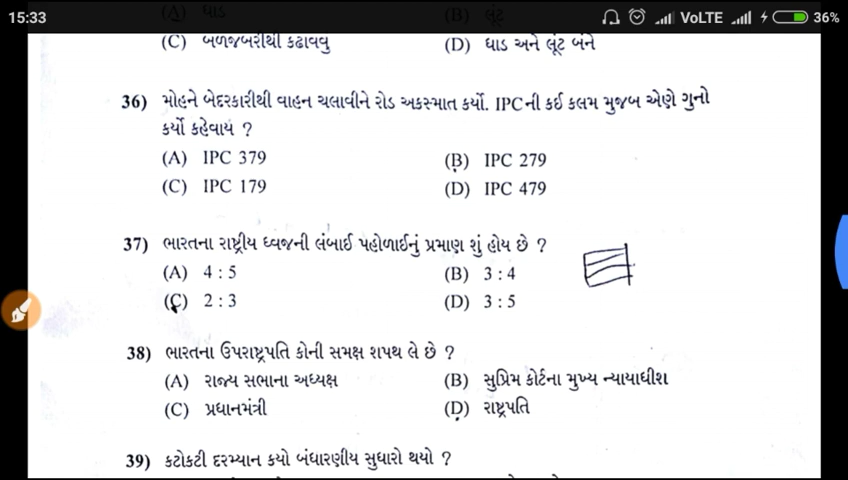 15:33 VoLTE 36%
(A) ધાડ (B) લૂંટ
(C) બળજબરીથી કઢાવવુ (D) ધાડ અને લૂંટ બંને
36) મોહને બેદરકારીથી વાહન ચલાવીને રોડ અકસ્માત કર્યો. IPCની કઈ કલમ મુજબ એણે ગુનો
કર્યો કહેવાય ?
(A) IPC 379 (B) IPC 279
(C) IPC 179 (D) IPC 479
37) ભારતના રાષ્ટ્રીય ધ્વજની લંબાઈ પહોળાઈનું પ્રમાણ શું હોય છે ?
(A) 4 : 5 (B) 3 : 4
(C) 2 : 3 (D) 3 : 5
38) ભારતના ઉપરાષ્ટ્રપતિ કોની સમક્ષ શપથ લે છે ?
(A) રાજ્ય સભાના અધ્યક્ષ (B) સુપ્રિમ કોર્ટના મુખ્ય ન્યાયાધીશ
(C) પ્રધાનમંત્રી (D) રાષ્ટ્રપતિ
39) કટોકટી દરમ્યાન કયો બંધારણીય સુધારો થયો ?